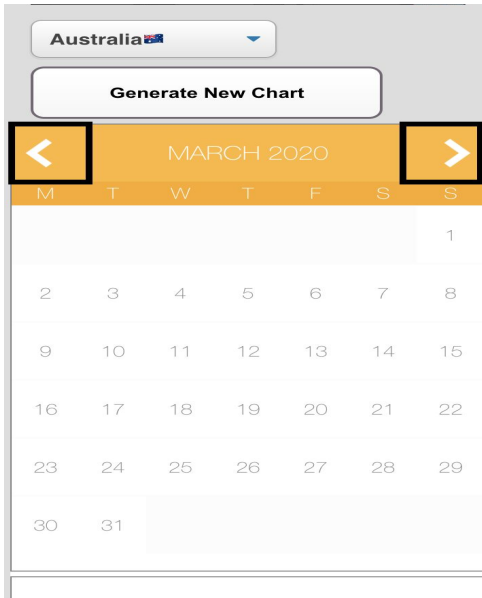 Australia🇦🇺
Generate New Chart
MARCH 2020
M T W T F S S
1
2 3 4 5 6 7 8
9 10 11 12 13 14 15
16 17 18 19 20 21 22
23 24 25 26 27 28 29
30 31